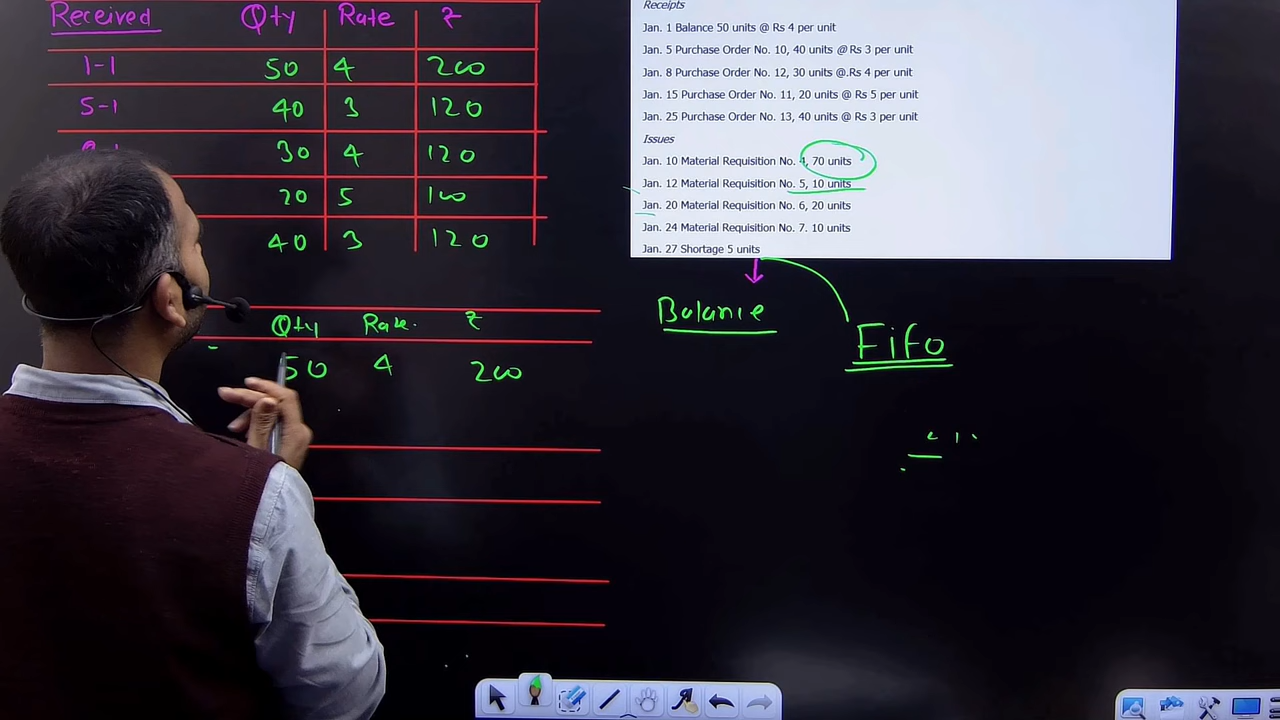 Received Qty Rate ₹
1-1 50 4 200
5-1 40 3 120
30 4 120
20 5 100
40 3 120
Qty Rate. ₹
50 4 200
Receipts
Jan. 1 Balance 50 units @ Rs 4 per unit
Jan. 5 Purchase Order No. 10, 40 units @ Rs 3 per unit
Jan. 8 Purchase Order No. 12, 30 units @.Rs 4 per unit
Jan. 15 Purchase Order No. 11, 20 units @ Rs 5 per unit
Jan. 25 Purchase Order No. 13, 40 units @ Rs 3 per unit
Issues
Jan. 10 Material Requisition No. 4, 70 units
Jan. 12 Material Requisition No. 5, 10 units
Jan. 20 Material Requisition No. 6, 20 units
Jan. 24 Material Requisition No. 7. 10 units
Jan. 27 Shortage 5 units
Balance
Fifo